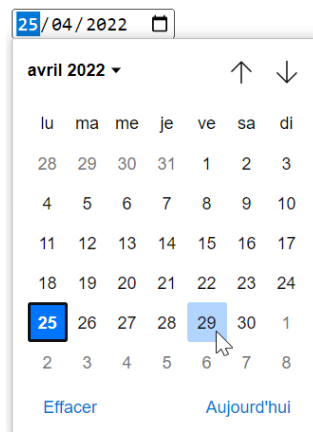 25/04/2022
avril 2022
lu ma me je ve sa di
28 29 30 31 1 2 3
4 5 6 7 8 9 10
11 12 13 14 15 16 17
18 19 20 21 22 23 24
25 26 27 28 29 30 1
2 3 4 5 6 7 8
Effacer Aujourd'hui